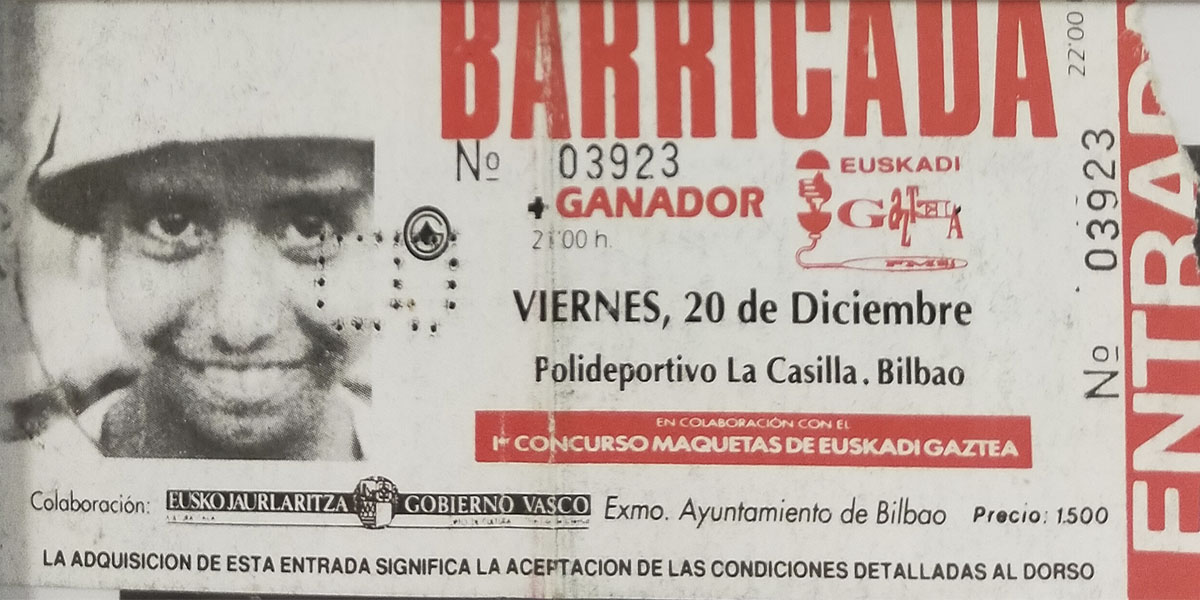 BARRICADA
Nº 03923
+ GANADOR
21'00 h.
EUSKADI
GAZTEA
FM91
VIERNES, 20 de Diciembre
Polideportivo La Casilla. Bilbao
EN COLABORACIÓN CON EL
Ier CONCURSO MAQUETAS DE EUSKADI GAZTEA
Colaboración: EUSKO JAURLARITZA GOBIERNO VASCO Exmo. Ayuntamiento de Bilbao Precio: 1.500
LA ADQUISICION DE ESTA ENTRADA SIGNIFICA LA ACEPTACION DE LAS CONDICIONES DETALLADAS AL DORSO
Nº 03923
22'00
ENTRADA